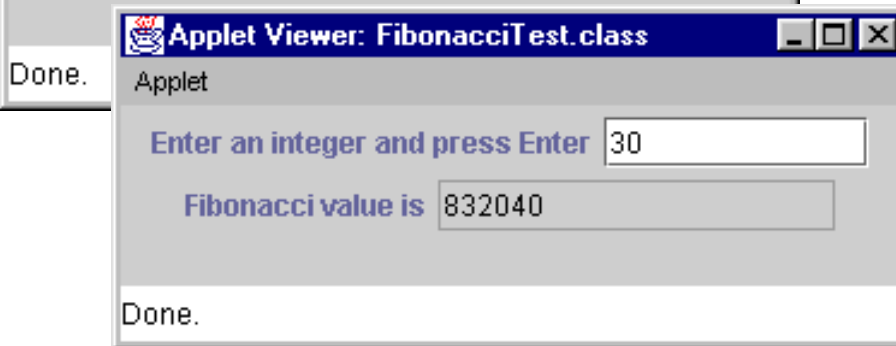 Done.
Applet Viewer: FibonacciTest.class
Applet
Enter an integer and press Enter 30
Fibonacci value is 832040
Done.